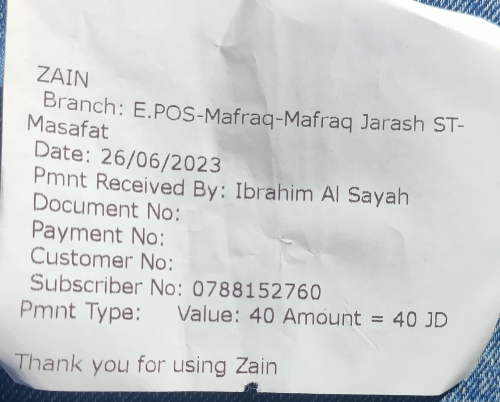 ZAIN
Branch: E.POS-Mafraq-Mafraq Jarash ST-
Masafat
Date: 26/06/2023
Pmnt Received By: Ibrahim Al Sayah
Document No:
Payment No:
Customer No:
Subscriber No: 0788152760
Pmnt Type: Value: 40 Amount = 40 JD
Thank you for using Zain